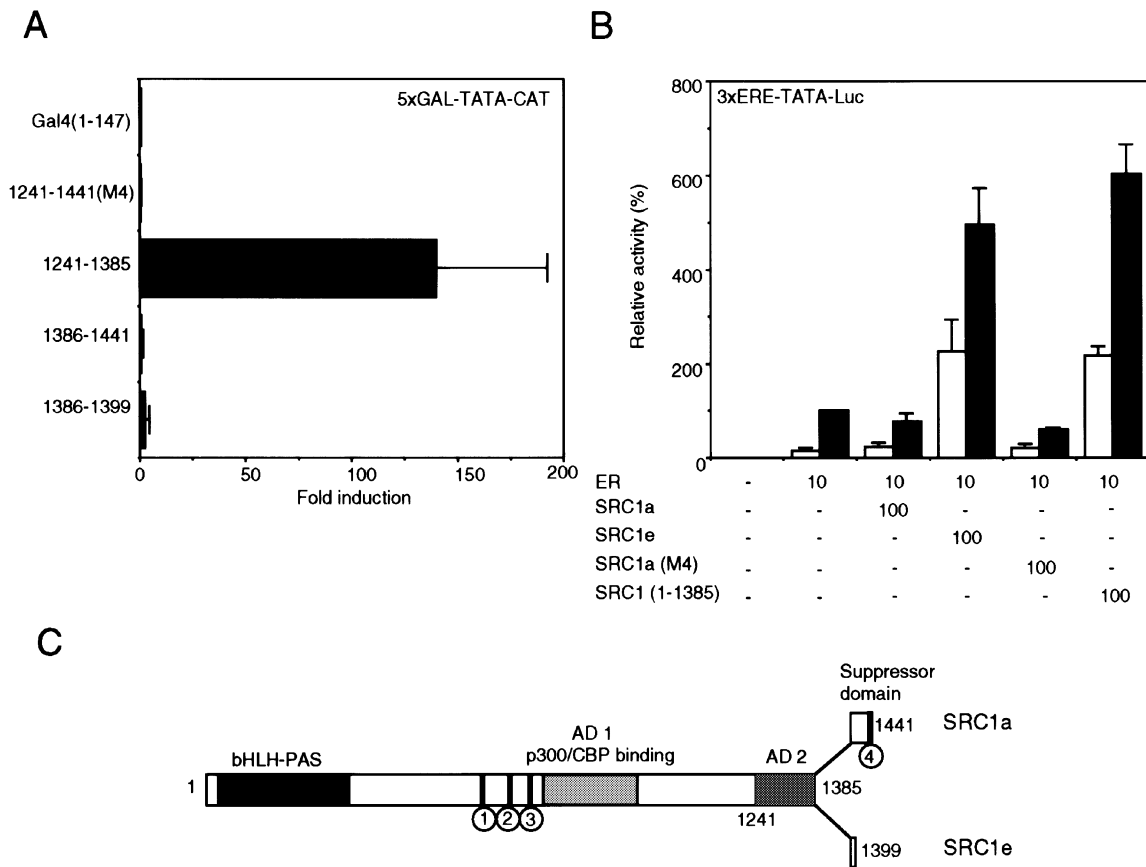 A
5xGAL-TATA-CAT
Gal4(1-147)
1241-1441(M4)
1241-1385
1386-1441
1386-1399
0 50 100 150 200
Fold induction
B
3xERE-TATA-Luc
Relative activity (%)
800
600
400
200
0
ER - 10 10 10 10 10
SRC1a - - 100 - - -
SRC1e - - - 100 - -
SRC1a (M4) - - - - 100 -
SRC1 (1-1385) - - - - - 100
C
Suppressor
domain
1441 SRC1a
4
AD 1
bHLH-PAS p300/CBP binding AD 2
1 1385
1 2 3 1241
1399 SRC1e